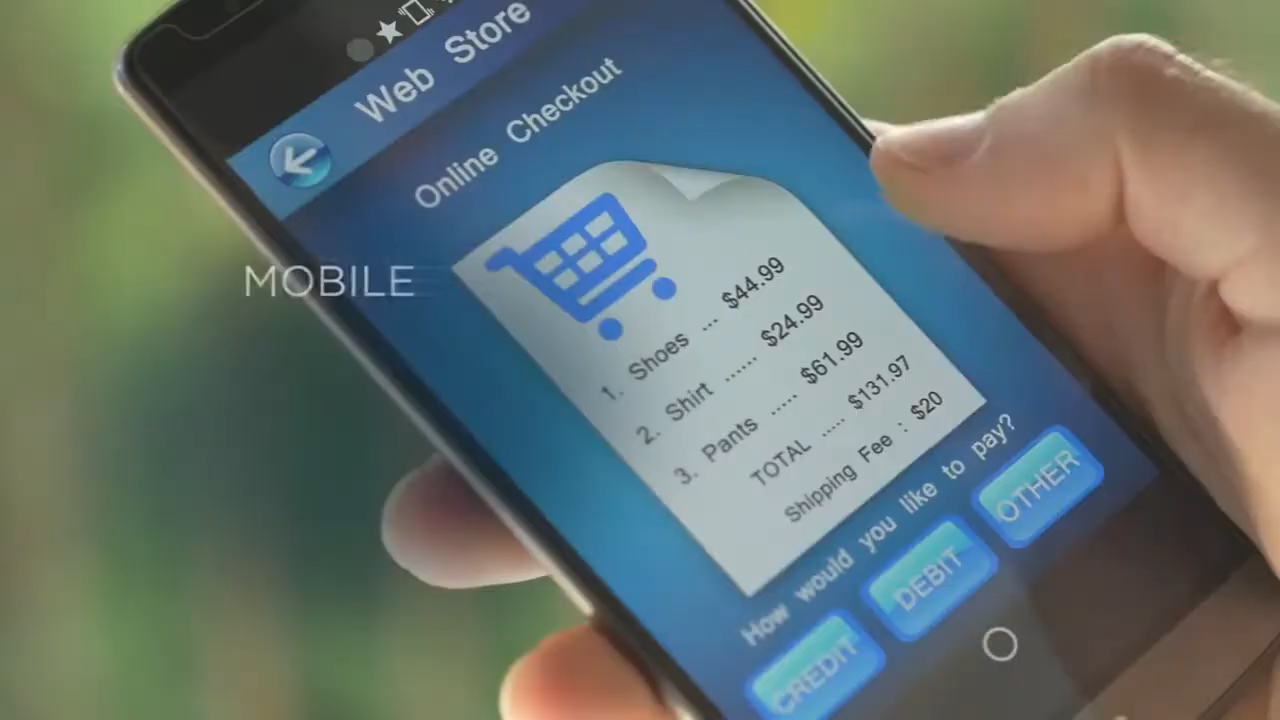 Web Store
Online Checkout
MOBILE
1. Shoes ... $44.99
2. Shirt ...... $24.99
3. Pants ..... $61.99
TOTAL ..... $131.97
Shipping Fee : $20
How would you like to pay?
CREDIT DEBIT OTHER